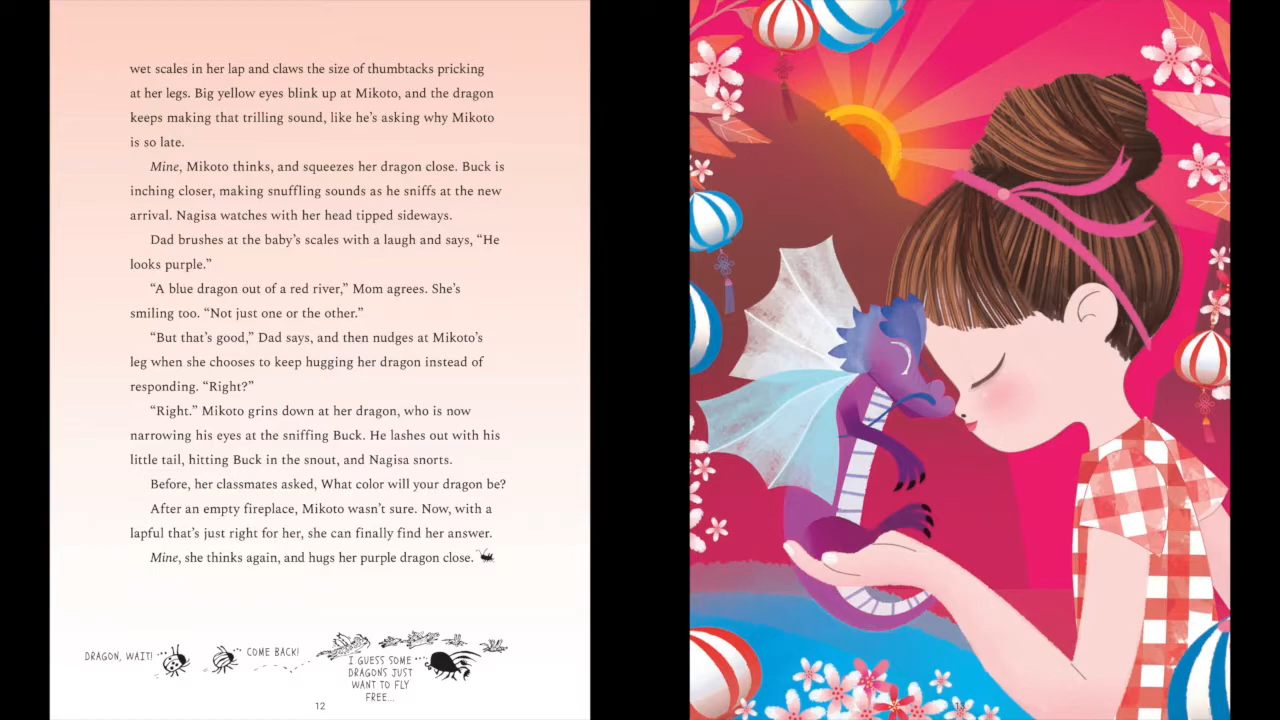 wet scales in her lap and claws the size of thumbtacks pricking
at her legs. Big yellow eyes blink up at Mikoto, and the dragon
keeps making that trilling sound, like he’s asking why Mikoto
is so late.
Mine, Mikoto thinks, and squeezes her dragon close. Buck is
inching closer, making snuffling sounds as he sniffs at the new
arrival. Nagisa watches with her head tipped sideways.
Dad brushes at the baby’s scales with a laugh and says, “He
looks purple.”
“A blue dragon out of a red river,” Mom agrees. She’s
smiling too. “Not just one or the other.”
“But that’s good,” Dad says, and then nudges at Mikoto’s
leg when she chooses to keep hugging her dragon instead of
responding. “Right?”
“Right.” Mikoto grins down at her dragon, who is now
narrowing his eyes at the sniffing Buck. He lashes out with his
little tail, hitting Buck in the snout, and Nagisa snorts.
Before, her classmates asked, What color will your dragon be?
After an empty fireplace, Mikoto wasn’t sure. Now, with a
lapful that’s just right for her, she can finally find her answer.
Mine, she thinks again, and hugs her purple dragon close.
DRAGON, WAIT!
COME BACK!
I GUESS SOME
DRAGONS JUST
WANT TO FLY
FREE...
12
13